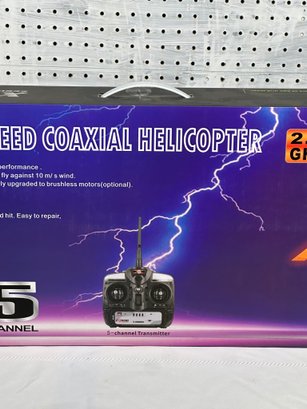 EED COAXIAL HELICOPTER
2.
GH
performance .
fly against 10 m/s wind.
ly upgraded to brushless motors(optional).
d hit. Easy to repair,
5
HANNEL
5-channel Transmitter